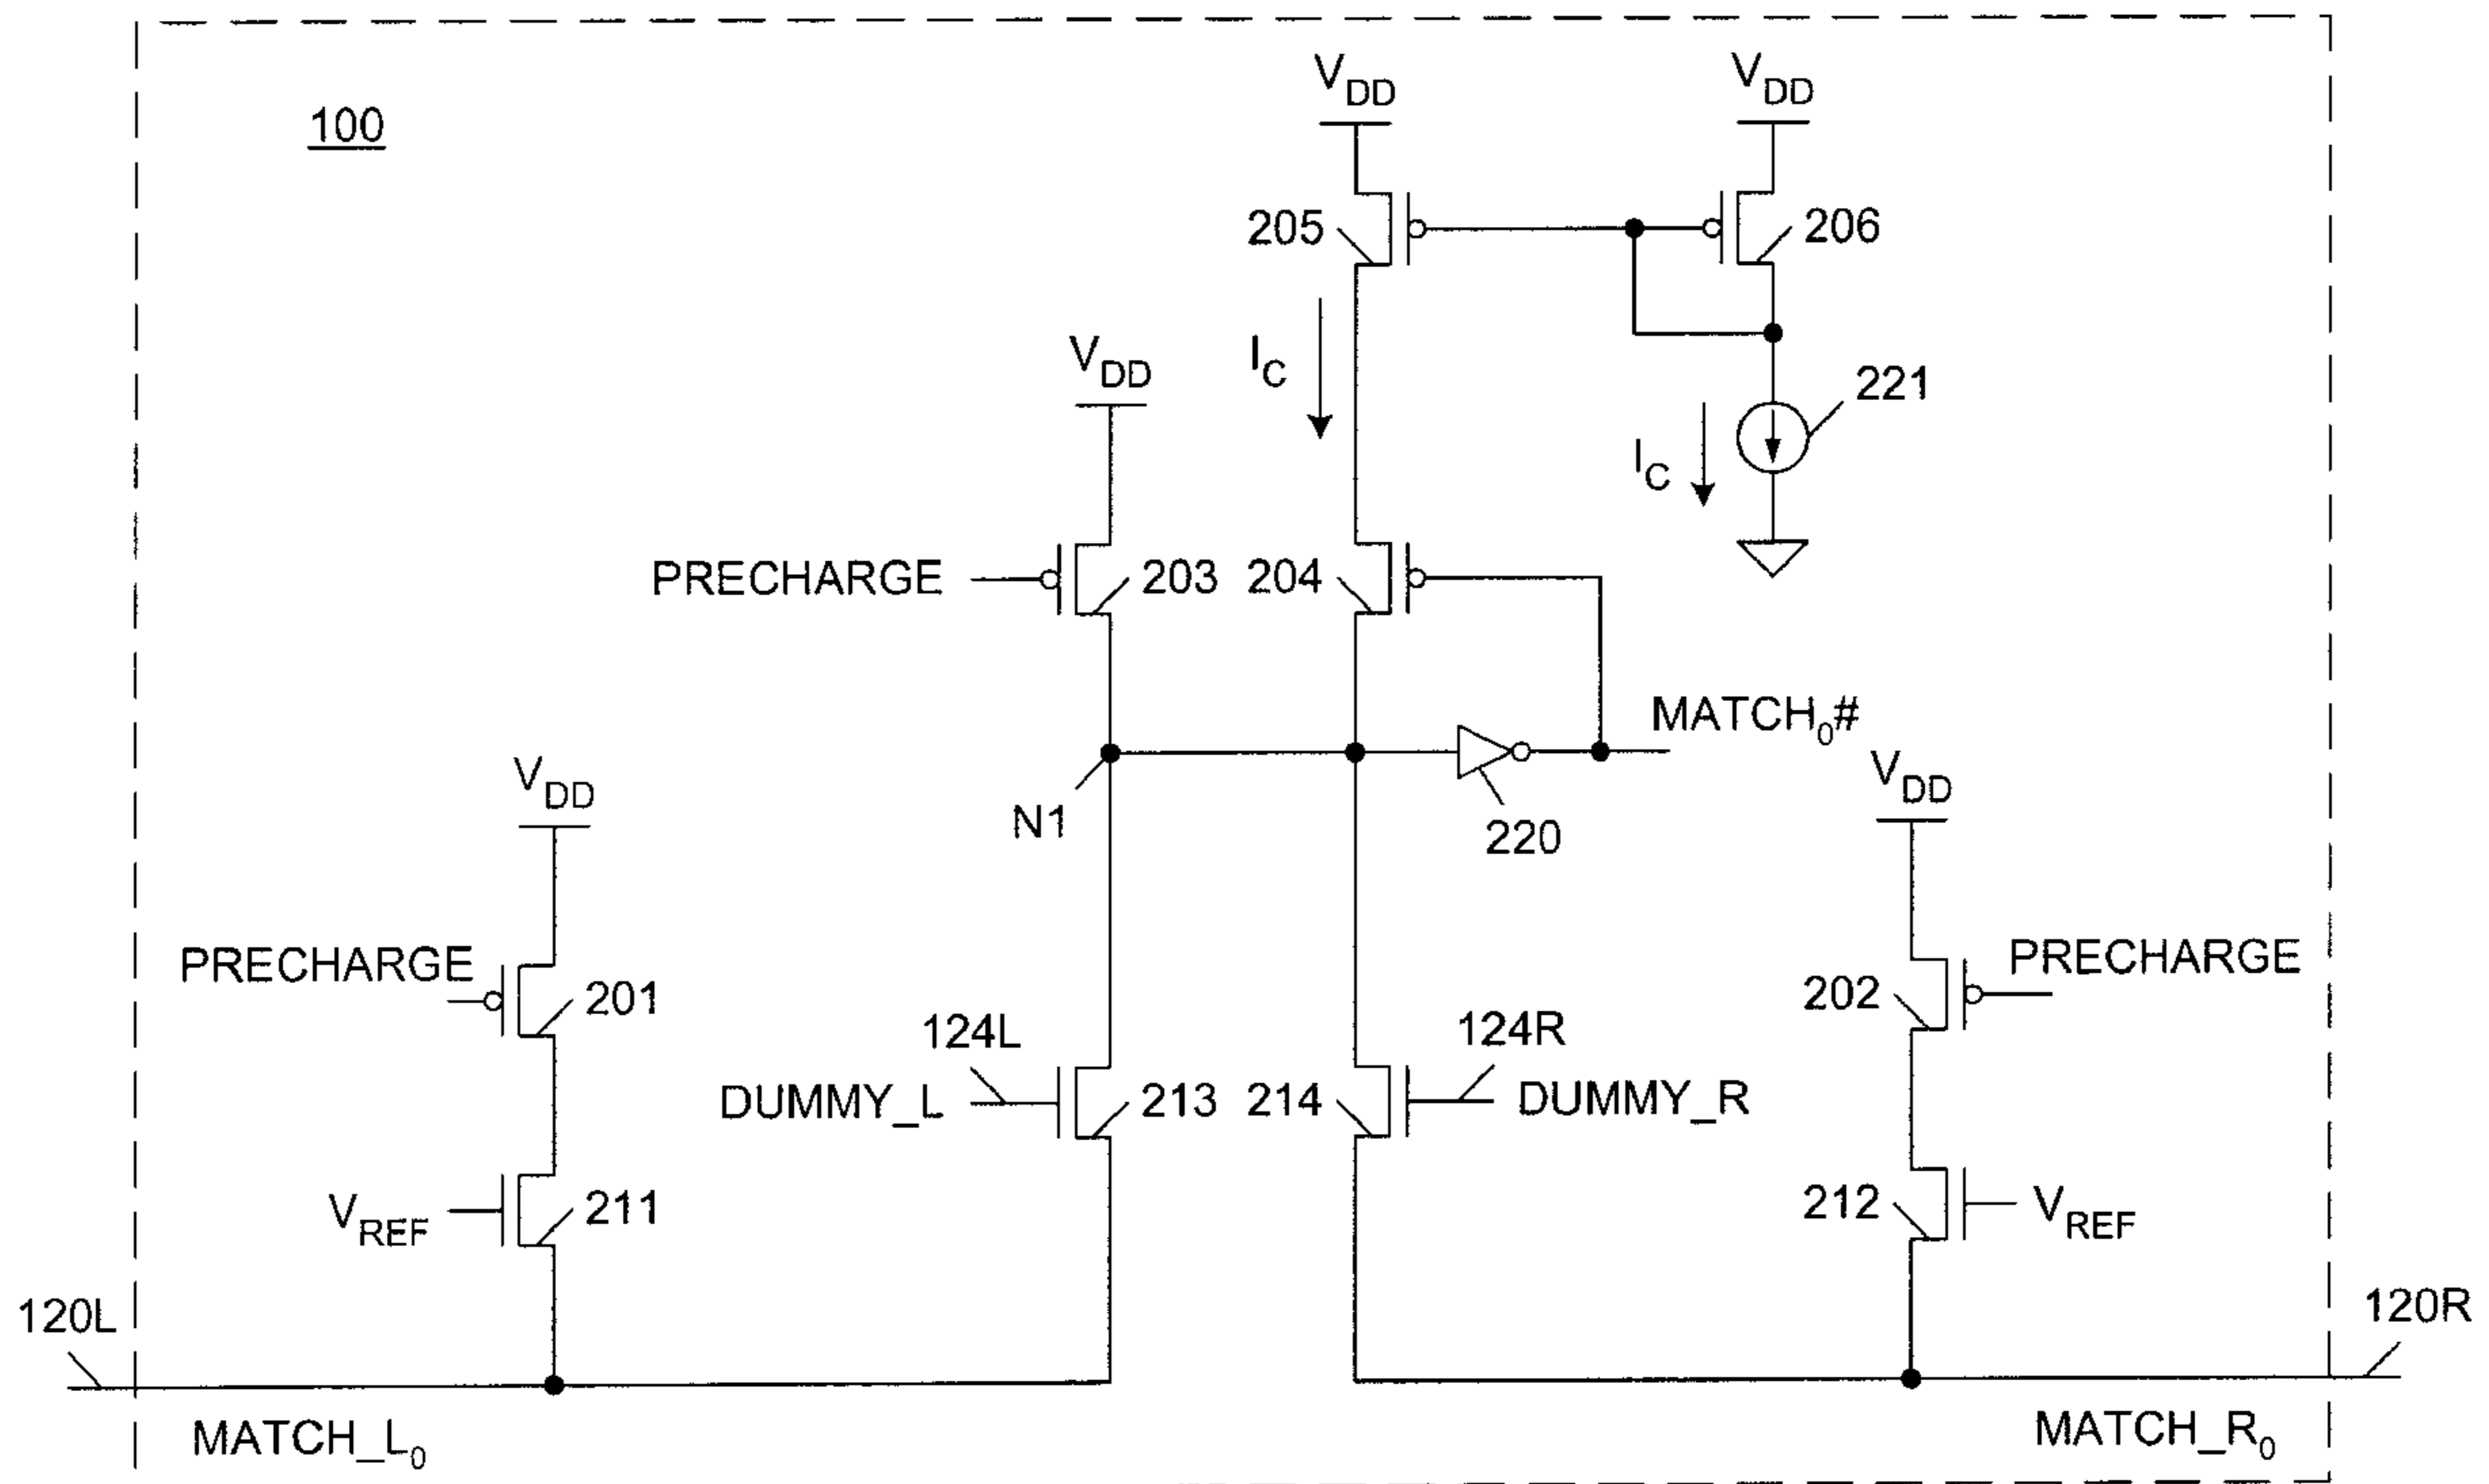 100
VDD
VDD
205
206
IC
221
IC
VDD
PRECHARGE
203
204
MATCH0#
N1
220
VDD
VDD
PRECHARGE
201
202
PRECHARGE
124L
124R
DUMMY_L
213
214
DUMMY_R
VREF
211
212
VREF
120L
120R
MATCH_L0
MATCH_R0